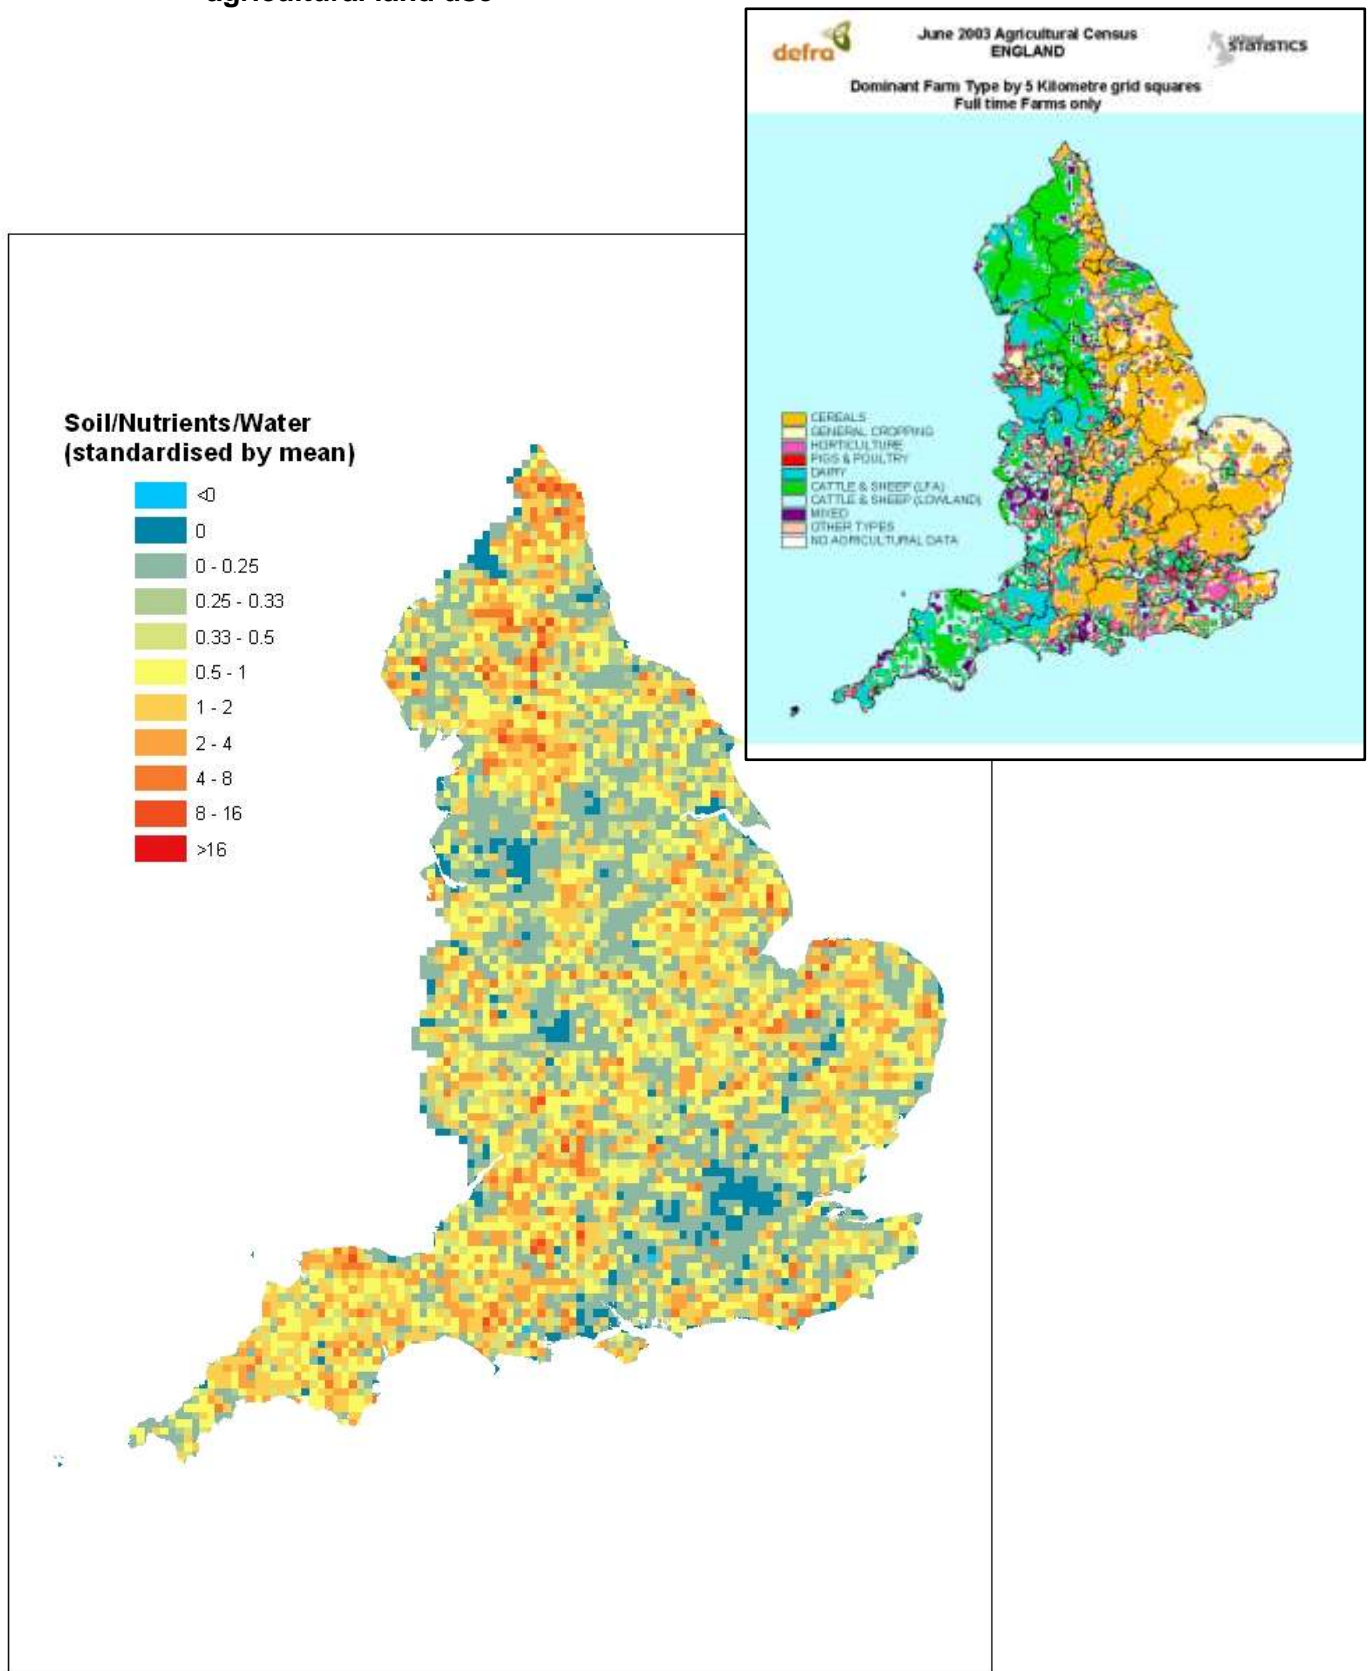 agricultural land use
defra
June 2003 Agricultural Census
ENGLAND
STATISTICS
Dominant Farm Type by 5 Kilometre grid squares
Full time Farms only
CEREALS
GENERAL CROPPING
HORTICULTURE
PIGS & POULTRY
DAIRY
CATTLE & SHEEP (LFA)
CATTLE & SHEEP (LOWLAND)
MIXED
OTHER TYPES
NO AGRICULTURAL DATA
Soil/Nutrients/Water
(standardised by mean)
<0
0
0 - 0.25
0.25 - 0.33
0.33 - 0.5
0.5 - 1
1 - 2
2 - 4
4 - 8
8 - 16
>16